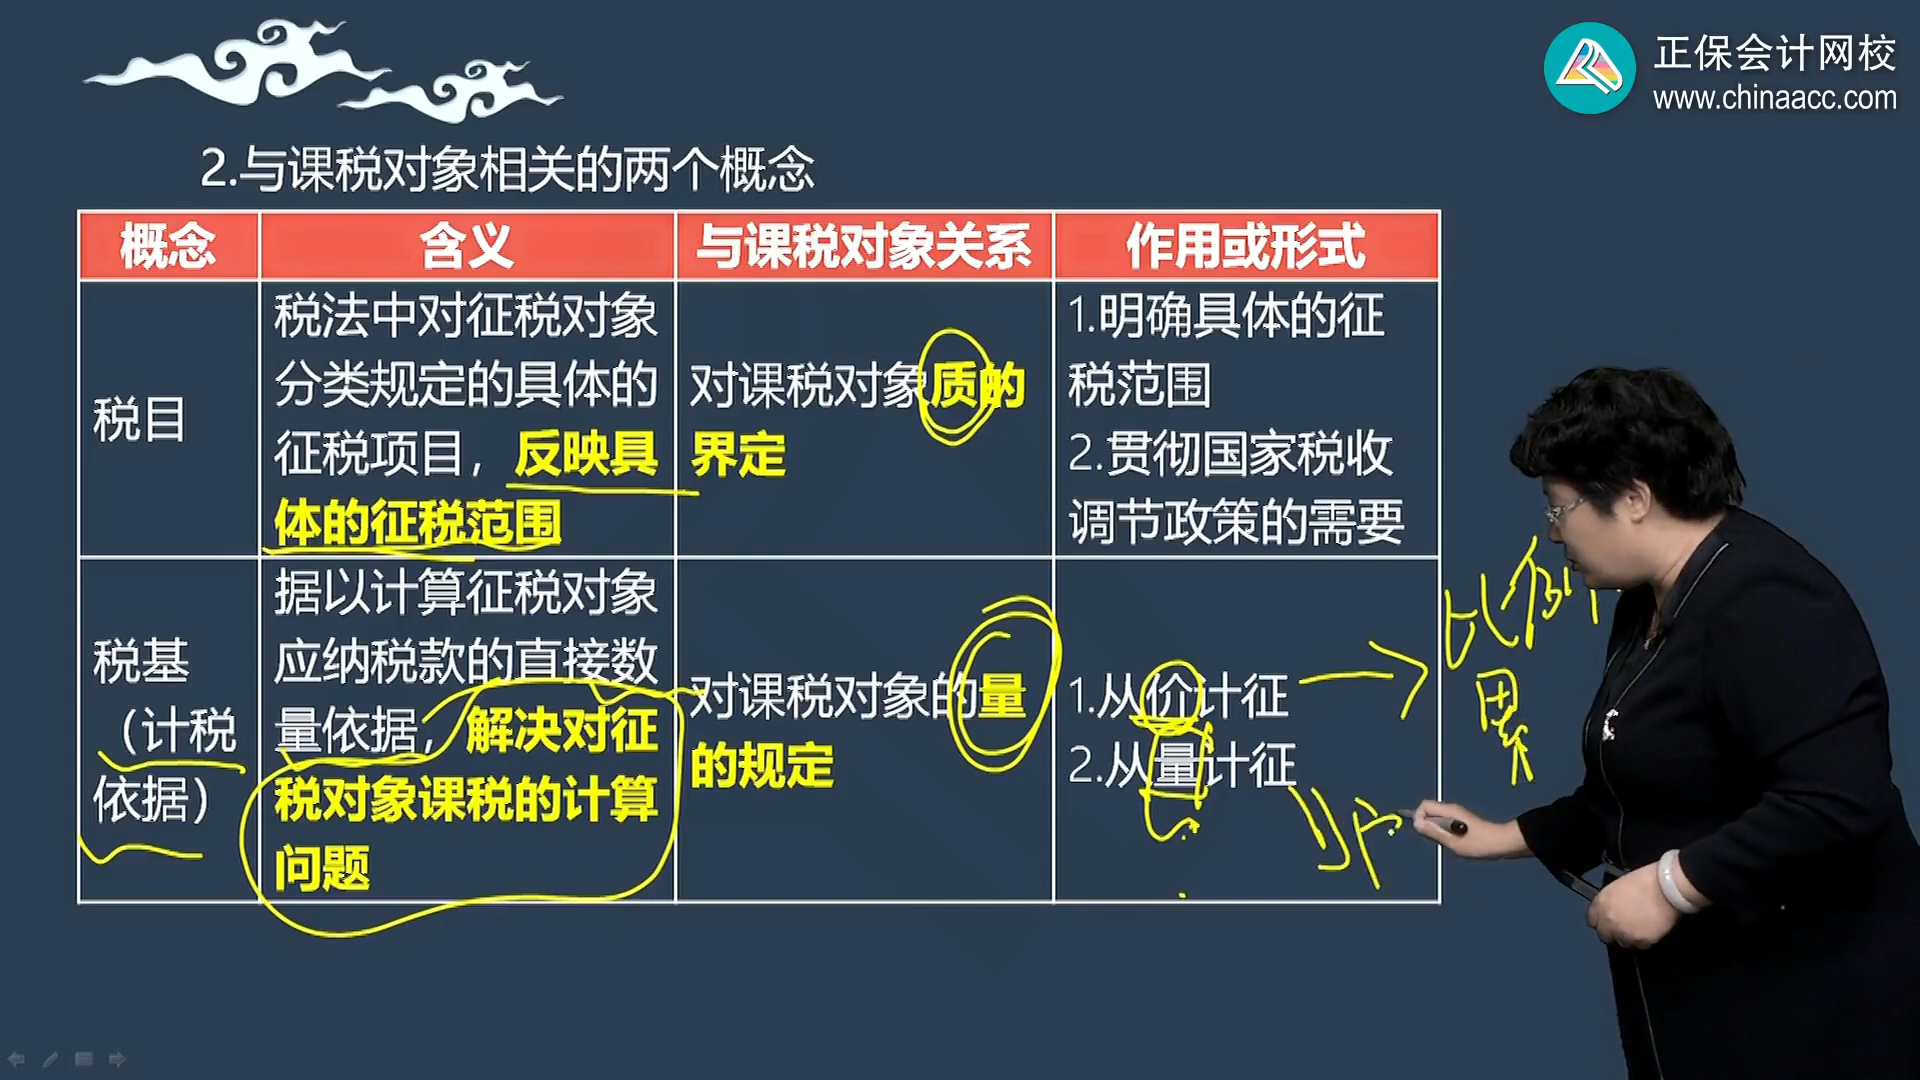 正保会计网校
www.chinaacc.com
2.与课税对象相关的两个概念
概念
含义
与课税对象关系
作用或形式
税目
税法中对征税对象
分类规定的具体的
征税项目，反映具
体的征税范围
对课税对象质的
界定
1.明确具体的征
税范围
2.贯彻国家税收
调节政策的需要
税基
（计税
依据）
据以计算征税对象
应纳税款的直接数
量依据，解决对征
税对象课税的计算
问题
对课税对象的量
的规定
1.从价计征
2.从量计征
比例
累